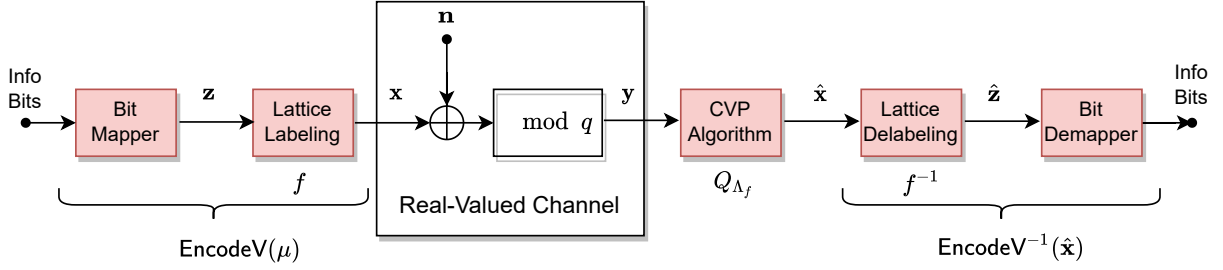 Info
Bits
Bit
Mapper
z
Lattice
Labeling
f
EncodeV(μ)
x
n
mod q
y
Real-Valued Channel
CVP
Algorithm
Q_{Λ_f}
x̂
Lattice
Delabeling
f⁻¹
ẑ
Bit
Demapper
EncodeV⁻¹(x̂)
Info
Bits